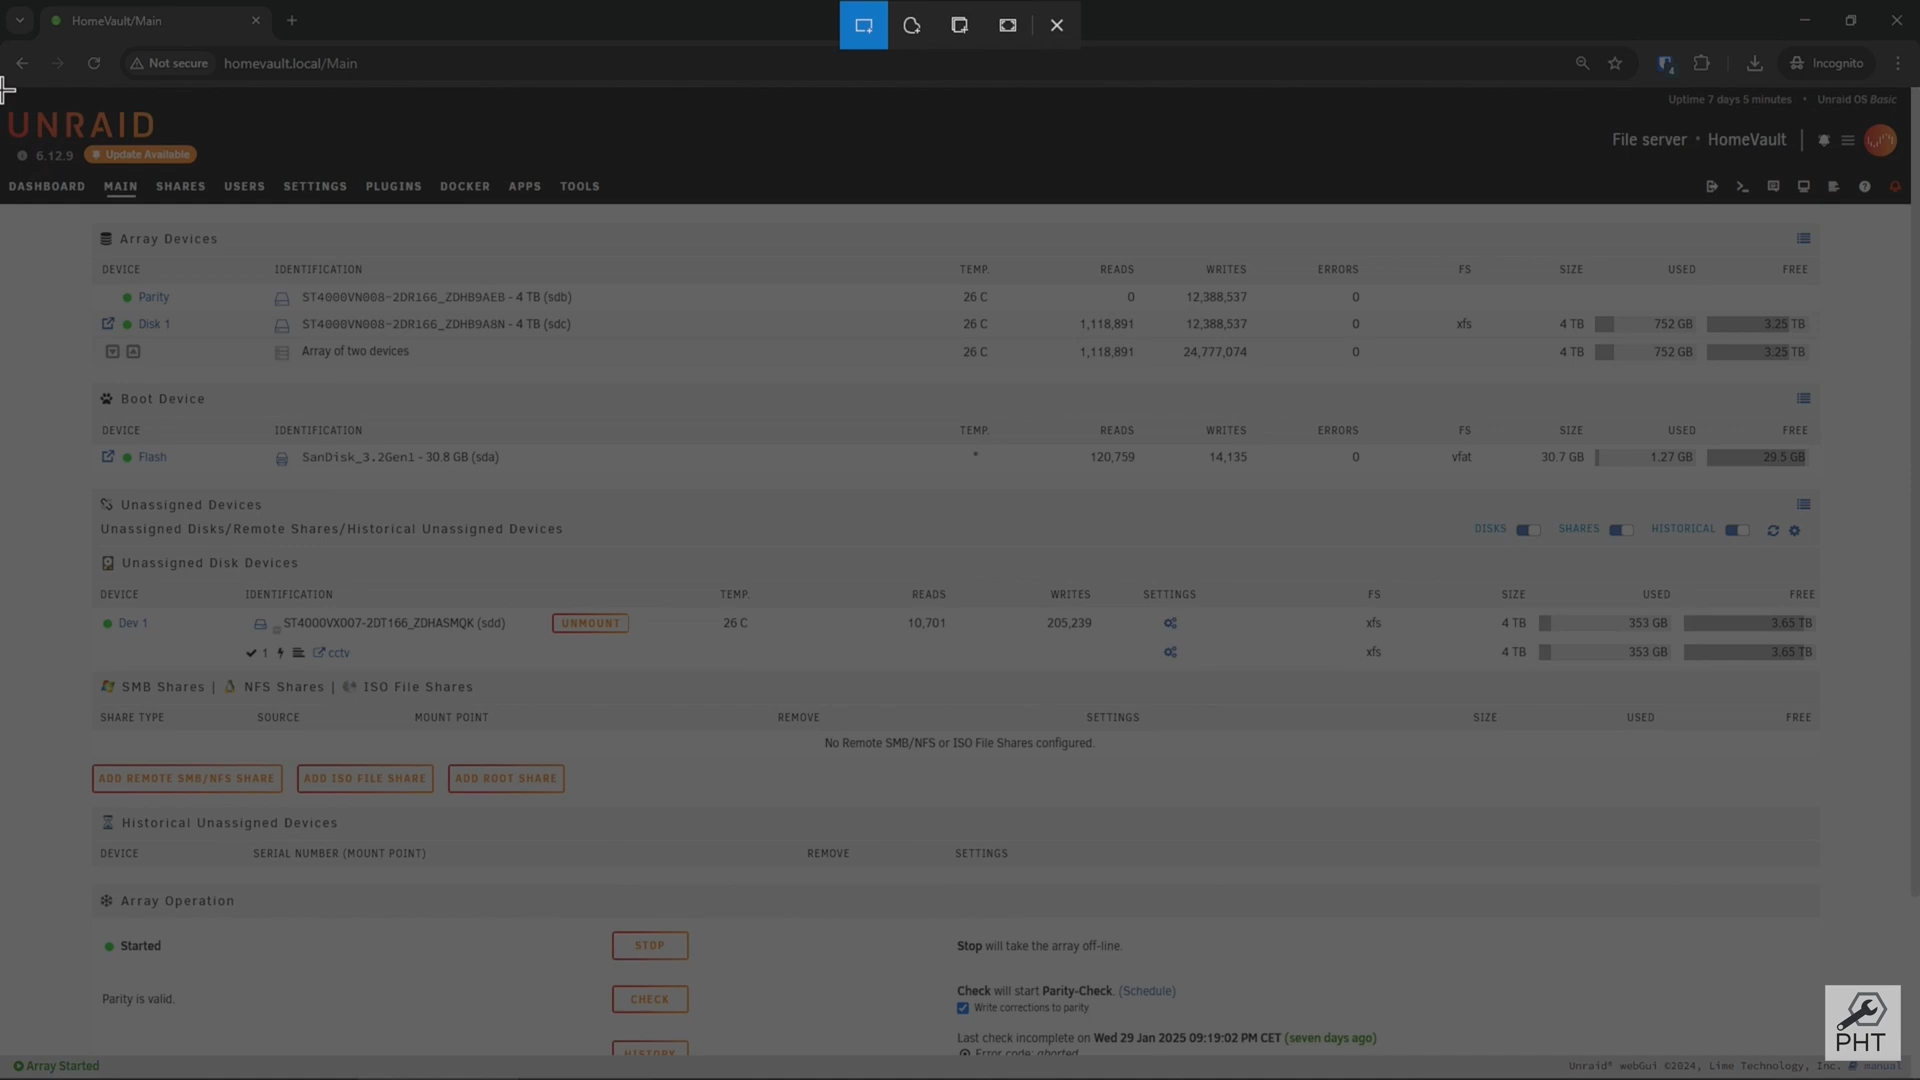 HomeVault/Main
Not secure homevault.local/Main
4
Incognito
Uptime 7 days 5 minutes • Unraid OS Basic
UNRAID
6.12.9 Update Available
File server • HomeVault
DASHBOARD MAIN SHARES USERS SETTINGS PLUGINS DOCKER APPS TOOLS
Array Devices
DEVICE IDENTIFICATION TEMP. READS WRITES ERRORS FS SIZE USED FREE
Parity ST4000VN008-2DR166_ZDHB9AEB - 4 TB (sdb) 26 C 0 12,388,537 0
Disk 1 ST4000VN008-2DR166_ZDHB9A8N - 4 TB (sdc) 26 C 1,118,891 12,388,537 0 xfs 4 TB 752 GB 3.25 TB
Array of two devices 26 C 1,118,891 24,777,074 0 4 TB 752 GB 3.25 TB
Boot Device
DEVICE IDENTIFICATION TEMP. READS WRITES ERRORS FS SIZE USED FREE
Flash SanDisk_3.2Gen1 - 30.8 GB (sda) * 120,759 14,135 0 vfat 30.7 GB 1.27 GB 29.5 GB
Unassigned Devices
Unassigned Disks/Remote Shares/Historical Unassigned Devices DISKS SHARES HISTORICAL
Unassigned Disk Devices
DEVICE IDENTIFICATION TEMP. READS WRITES SETTINGS FS SIZE USED FREE
Dev 1 ST4000VX007-2DT166_ZDHASMQK (sdd) UNMOUNT 26 C 10,701 205,239 xfs 4 TB 353 GB 3.65 TB
1 cctv xfs 4 TB 353 GB 3.65 TB
SMB Shares | NFS Shares | ISO File Shares
SHARE TYPE SOURCE MOUNT POINT REMOVE SETTINGS SIZE USED FREE
No Remote SMB/NFS or ISO File Shares configured.
ADD REMOTE SMB/NFS SHARE ADD ISO FILE SHARE ADD ROOT SHARE
Historical Unassigned Devices
DEVICE SERIAL NUMBER (MOUNT POINT) REMOVE SETTINGS
Array Operation
Started STOP Stop will take the array off-line.
Parity is valid. CHECK Check will start Parity-Check. (Schedule)
Write corrections to parity
Last check incomplete on Wed 29 Jan 2025 09:19:02 PM CET (seven days ago)
HISTORY Error code: aborted
PHT
Array Started Unraid® webGui ©2024, Lime Technology, Inc. manual